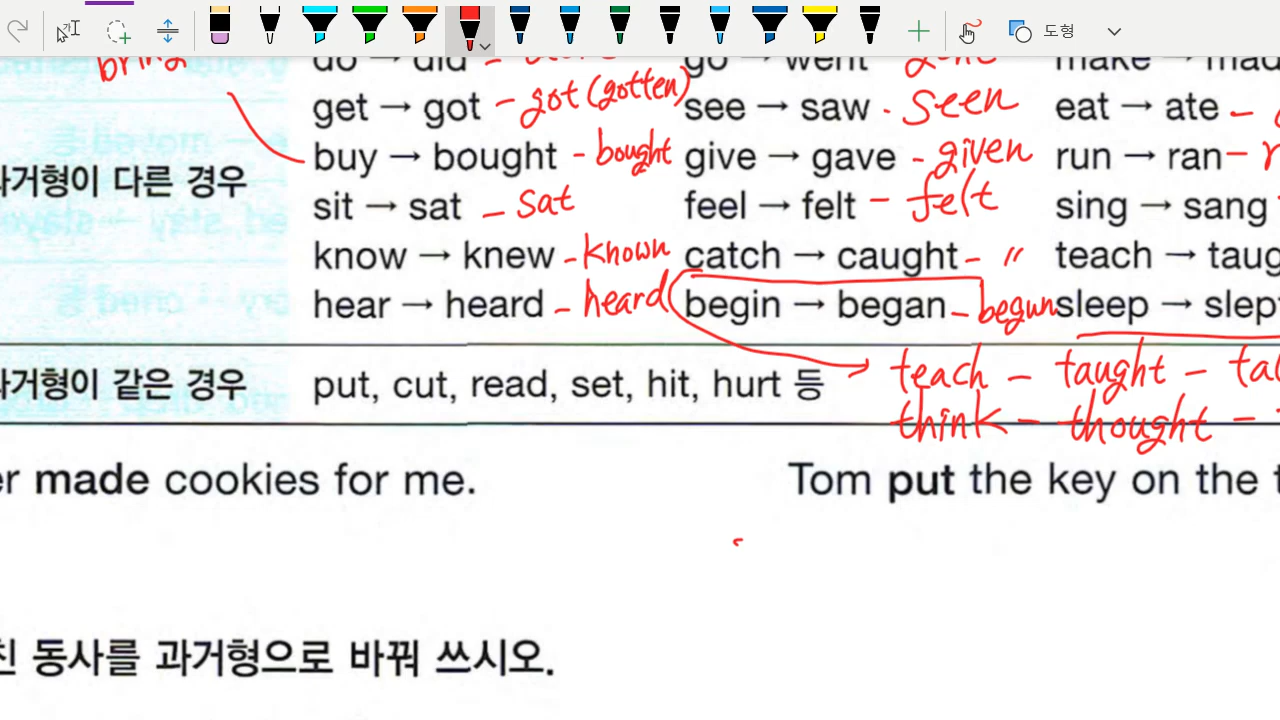 도형
bring do → did go → went make →
get → got - got (gotten) see → saw - seen eat → ate -
buy → bought - bought give → gave - given run → ran -
과거형이 다른 경우
sit → sat - sat feel → felt - felt sing → sang
know → knew - known catch → caught - 〃 teach →
hear → heard - heard begin → began - begun sleep →
과거형이 같은 경우 put, cut, read, set, hit, hurt 등 → teach - taught -
think - thought -
made cookies for me. Tom put the key on the
동사를 과거형으로 바꿔 쓰시오.